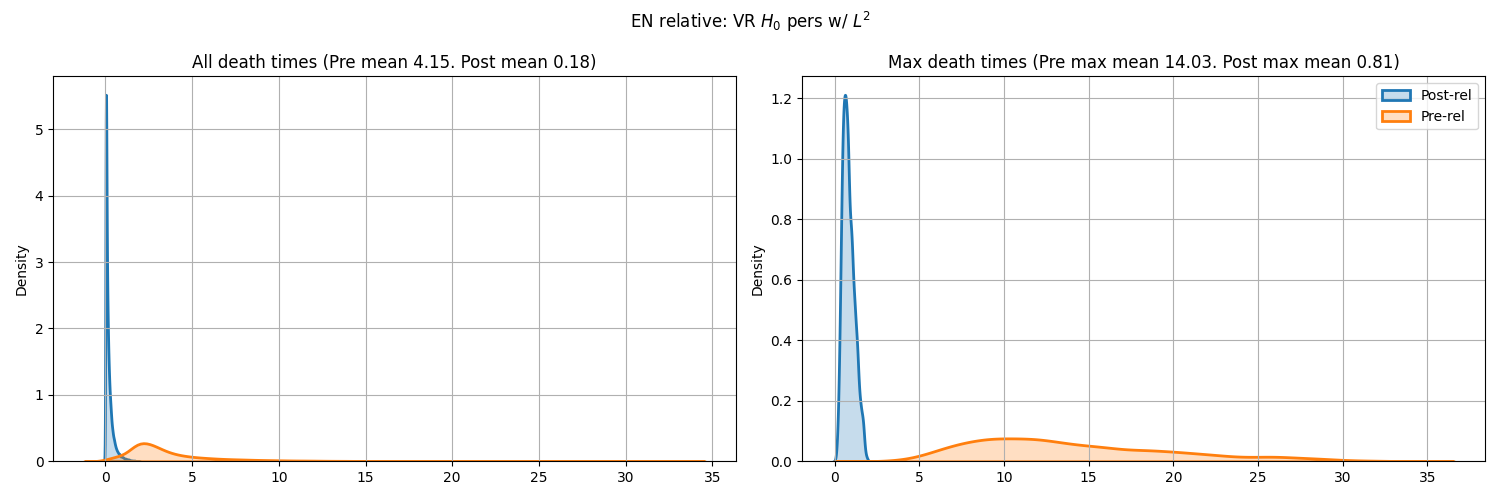 EN relative: VR $H_0$ pers w/ $L^2$
All death times (Pre mean 4.15. Post mean 0.18)
Density
5
4
3
2
1
0
0 5 10 15 20 25 30 35
Max death times (Pre max mean 14.03. Post max mean 0.81)
Post-rel
Pre-rel
Density
1.2
1.0
0.8
0.6
0.4
0.2
0.0
0 5 10 15 20 25 30 35